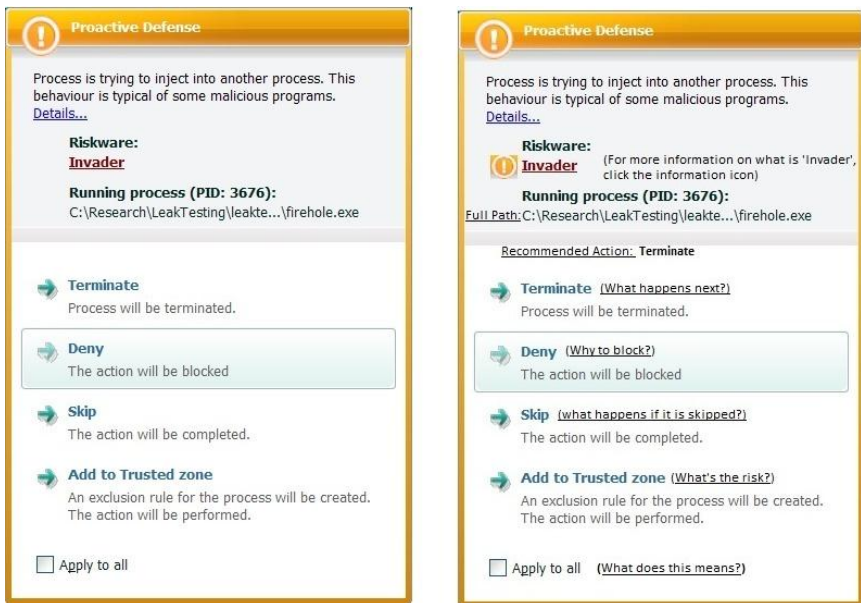 Proactive Defense
Process is trying to inject into another process. This
behaviour is typical of some malicious programs.
Details...
Riskware:
Invader
Running process (PID: 3676):
C:\Research\LeakTesting\leakte...\firehole.exe
Terminate
Process will be terminated.
Deny
The action will be blocked
Skip
The action will be completed.
Add to Trusted zone
An exclusion rule for the process will be created.
The action will be performed.
Apply to all
Proactive Defense
Process is trying to inject into another process. This
behaviour is typical of some malicious programs.
Details...
Riskware:
Invader (For more information on what is 'Invader',
click the information icon)
Running process (PID: 3676):
Full Path: C:\Research\LeakTesting\leakte...\firehole.exe
Recommended Action: Terminate
Terminate (What happens next?)
Process will be terminated.
Deny (Why to block?)
The action will be blocked
Skip (what happens if it is skipped?)
The action will be completed.
Add to Trusted zone (What's the risk?)
An exclusion rule for the process will be created.
The action will be performed.
Apply to all (What does this means?)